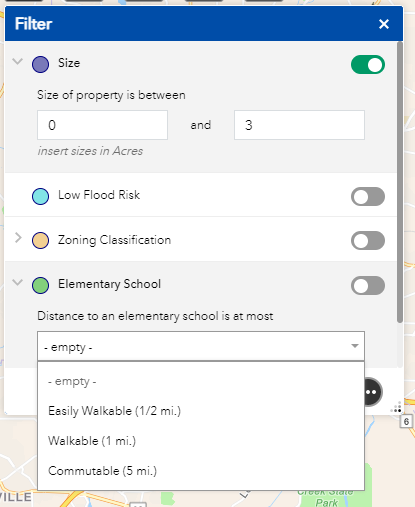 Filter
Size
Size of property is between
0 and 3
insert sizes in Acres
Low Flood Risk
Zoning Classification
Elementary School
Distance to an elementary school is at most
- empty -
- empty -
Easily Walkable (1/2 mi.)
Walkable (1 mi.)
Commutable (5 mi.)
6
VILLE
Creek State
Park